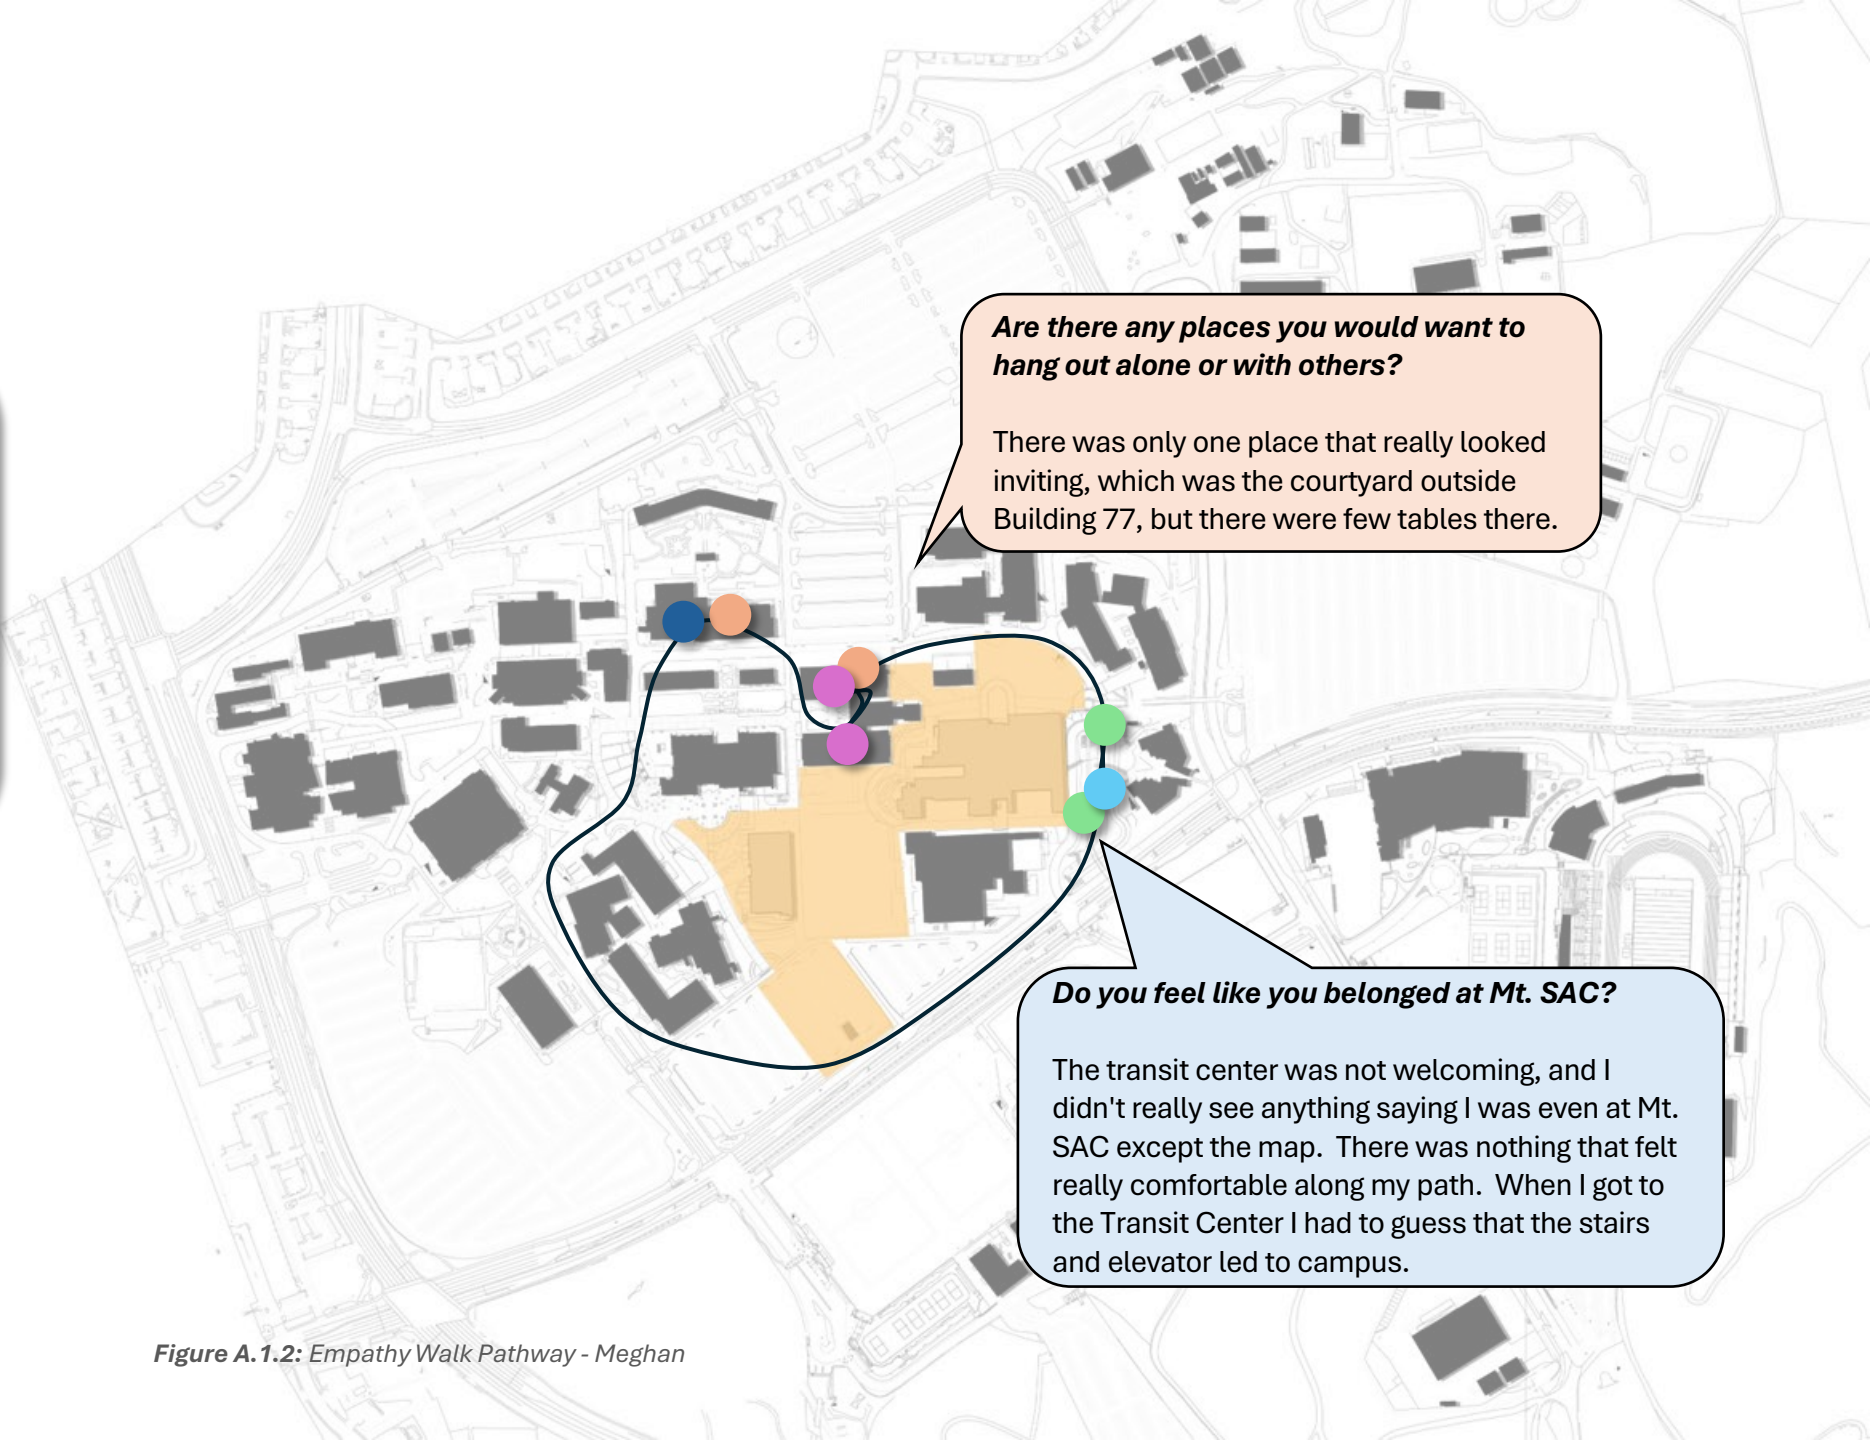 Are there any places you would want to
hang out alone or with others?
There was only one place that really looked
inviting, which was the courtyard outside
Building 77, but there were few tables there.
Do you feel like you belonged at Mt. SAC?
The transit center was not welcoming, and I
didn't really see anything saying I was even at Mt.
SAC except the map.  There was nothing that felt
really comfortable along my path.  When I got to
the Transit Center I had to guess that the stairs
and elevator led to campus.
Figure A.1.2: Empathy Walk Pathway - Meghan